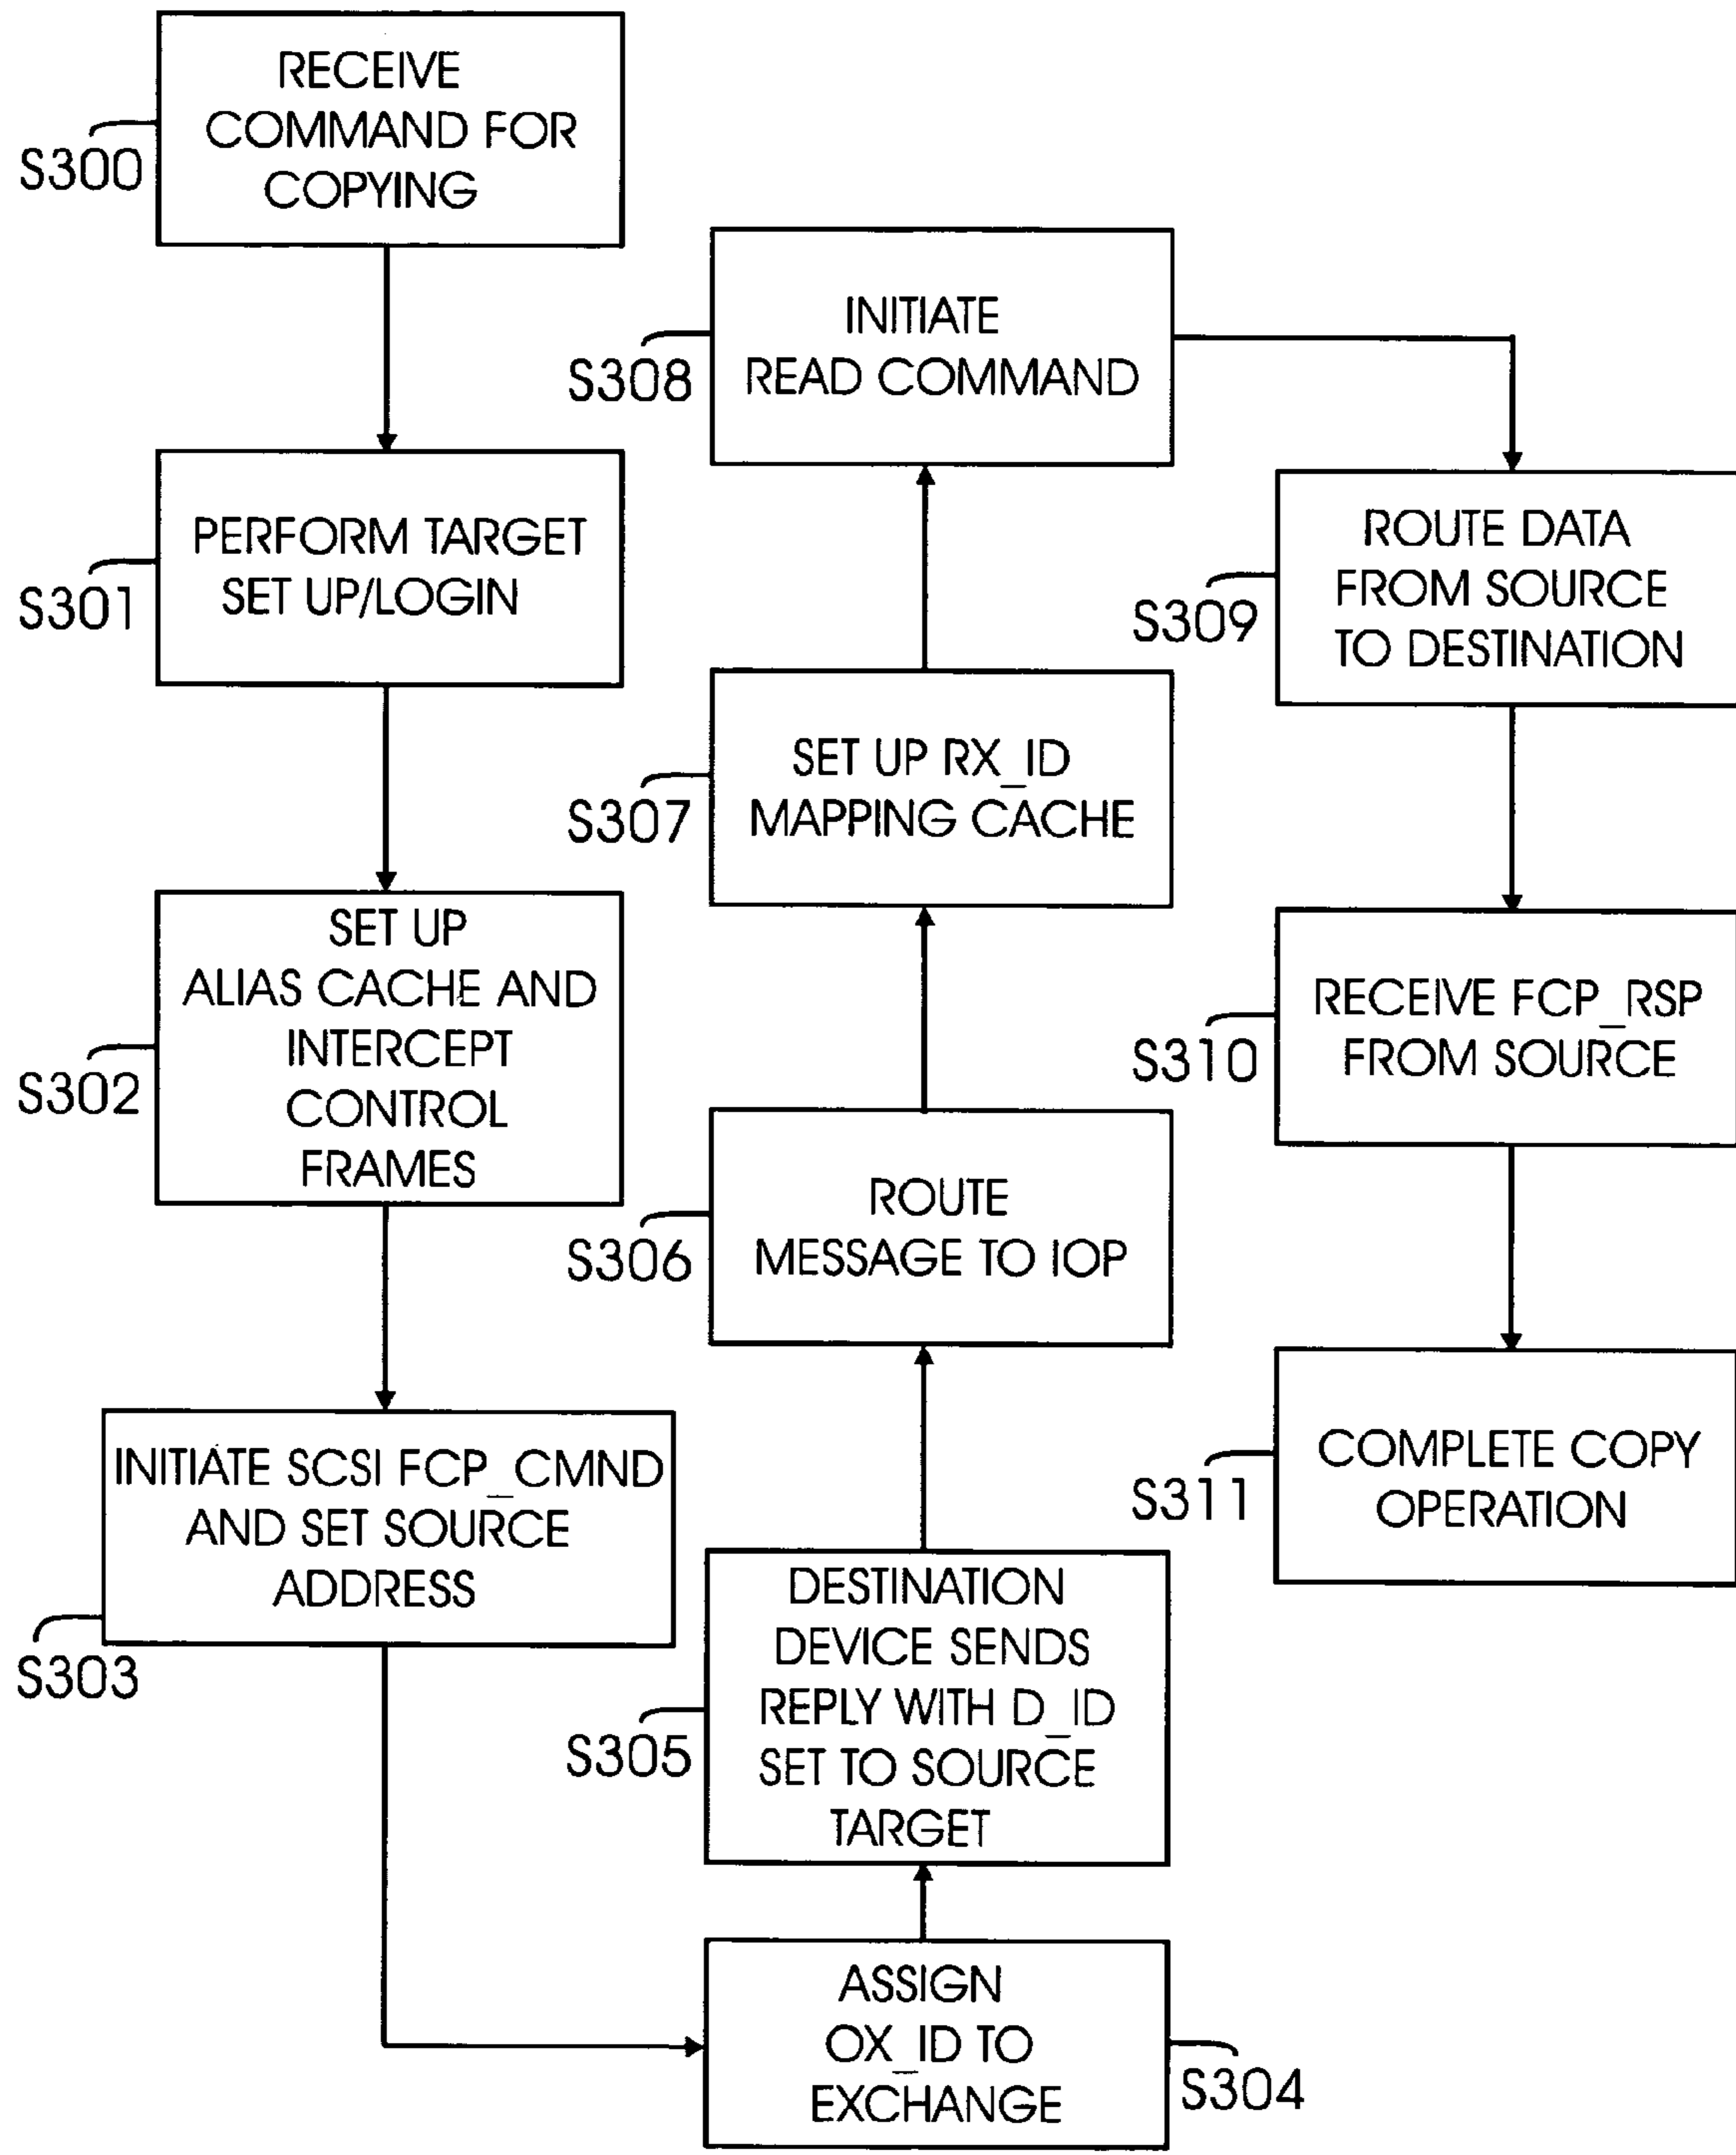 RECEIVE
COMMAND FOR
COPYING
S300
PERFORM TARGET
SET UP/LOGIN
S301
SET UP
ALIAS CACHE AND
INTERCEPT
CONTROL
FRAMES
S302
INITIATE SCSI FCP_CMND
AND SET SOURCE
ADDRESS
S303
ASSIGN
OX_ID TO
EXCHANGE
S304
DESTINATION
DEVICE SENDS
REPLY WITH D_ID
SET TO SOURCE
TARGET
S305
ROUTE
MESSAGE TO IOP
S306
SET UP RX_ID
MAPPING CACHE
S307
INITIATE
READ COMMAND
S308
ROUTE DATA
FROM SOURCE
TO DESTINATION
S309
RECEIVE FCP_RSP
FROM SOURCE
S310
COMPLETE COPY
OPERATION
S311